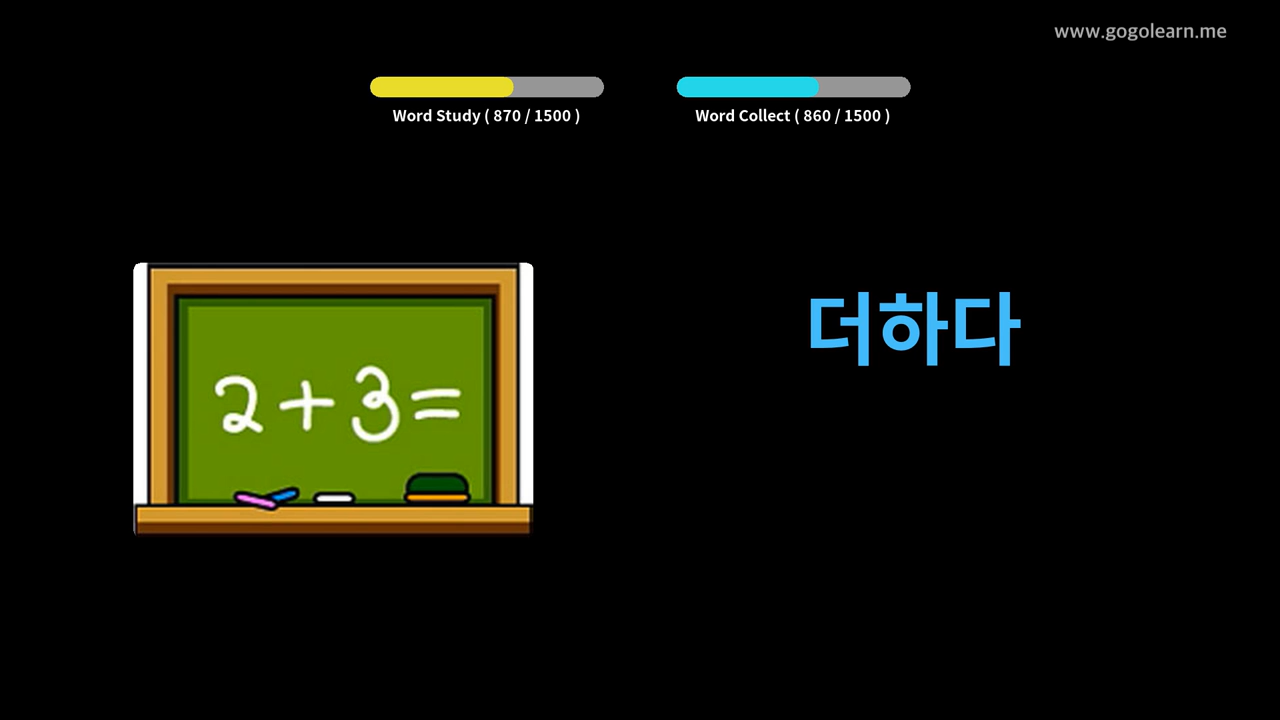 www.gogolearn.me
Word Study ( 870 / 1500 )
Word Collect ( 860 / 1500 )
2+3=
더하다